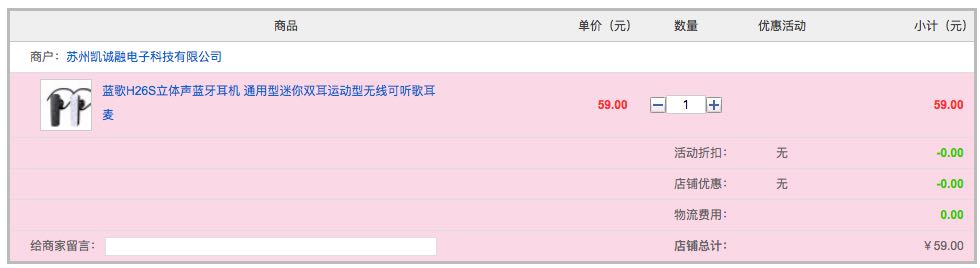 商品 单价（元） 数量 优惠活动 小计（元）
商户：苏州凯诚融电子科技有限公司
蓝歌H26S立体声蓝牙耳机 通用型迷你双耳运动型无线可听歌耳
麦
59.00 1 59.00
活动折扣： 无 -0.00
店铺优惠： 无 -0.00
物流费用： 0.00
给商家留言： 店铺总计： ￥59.00